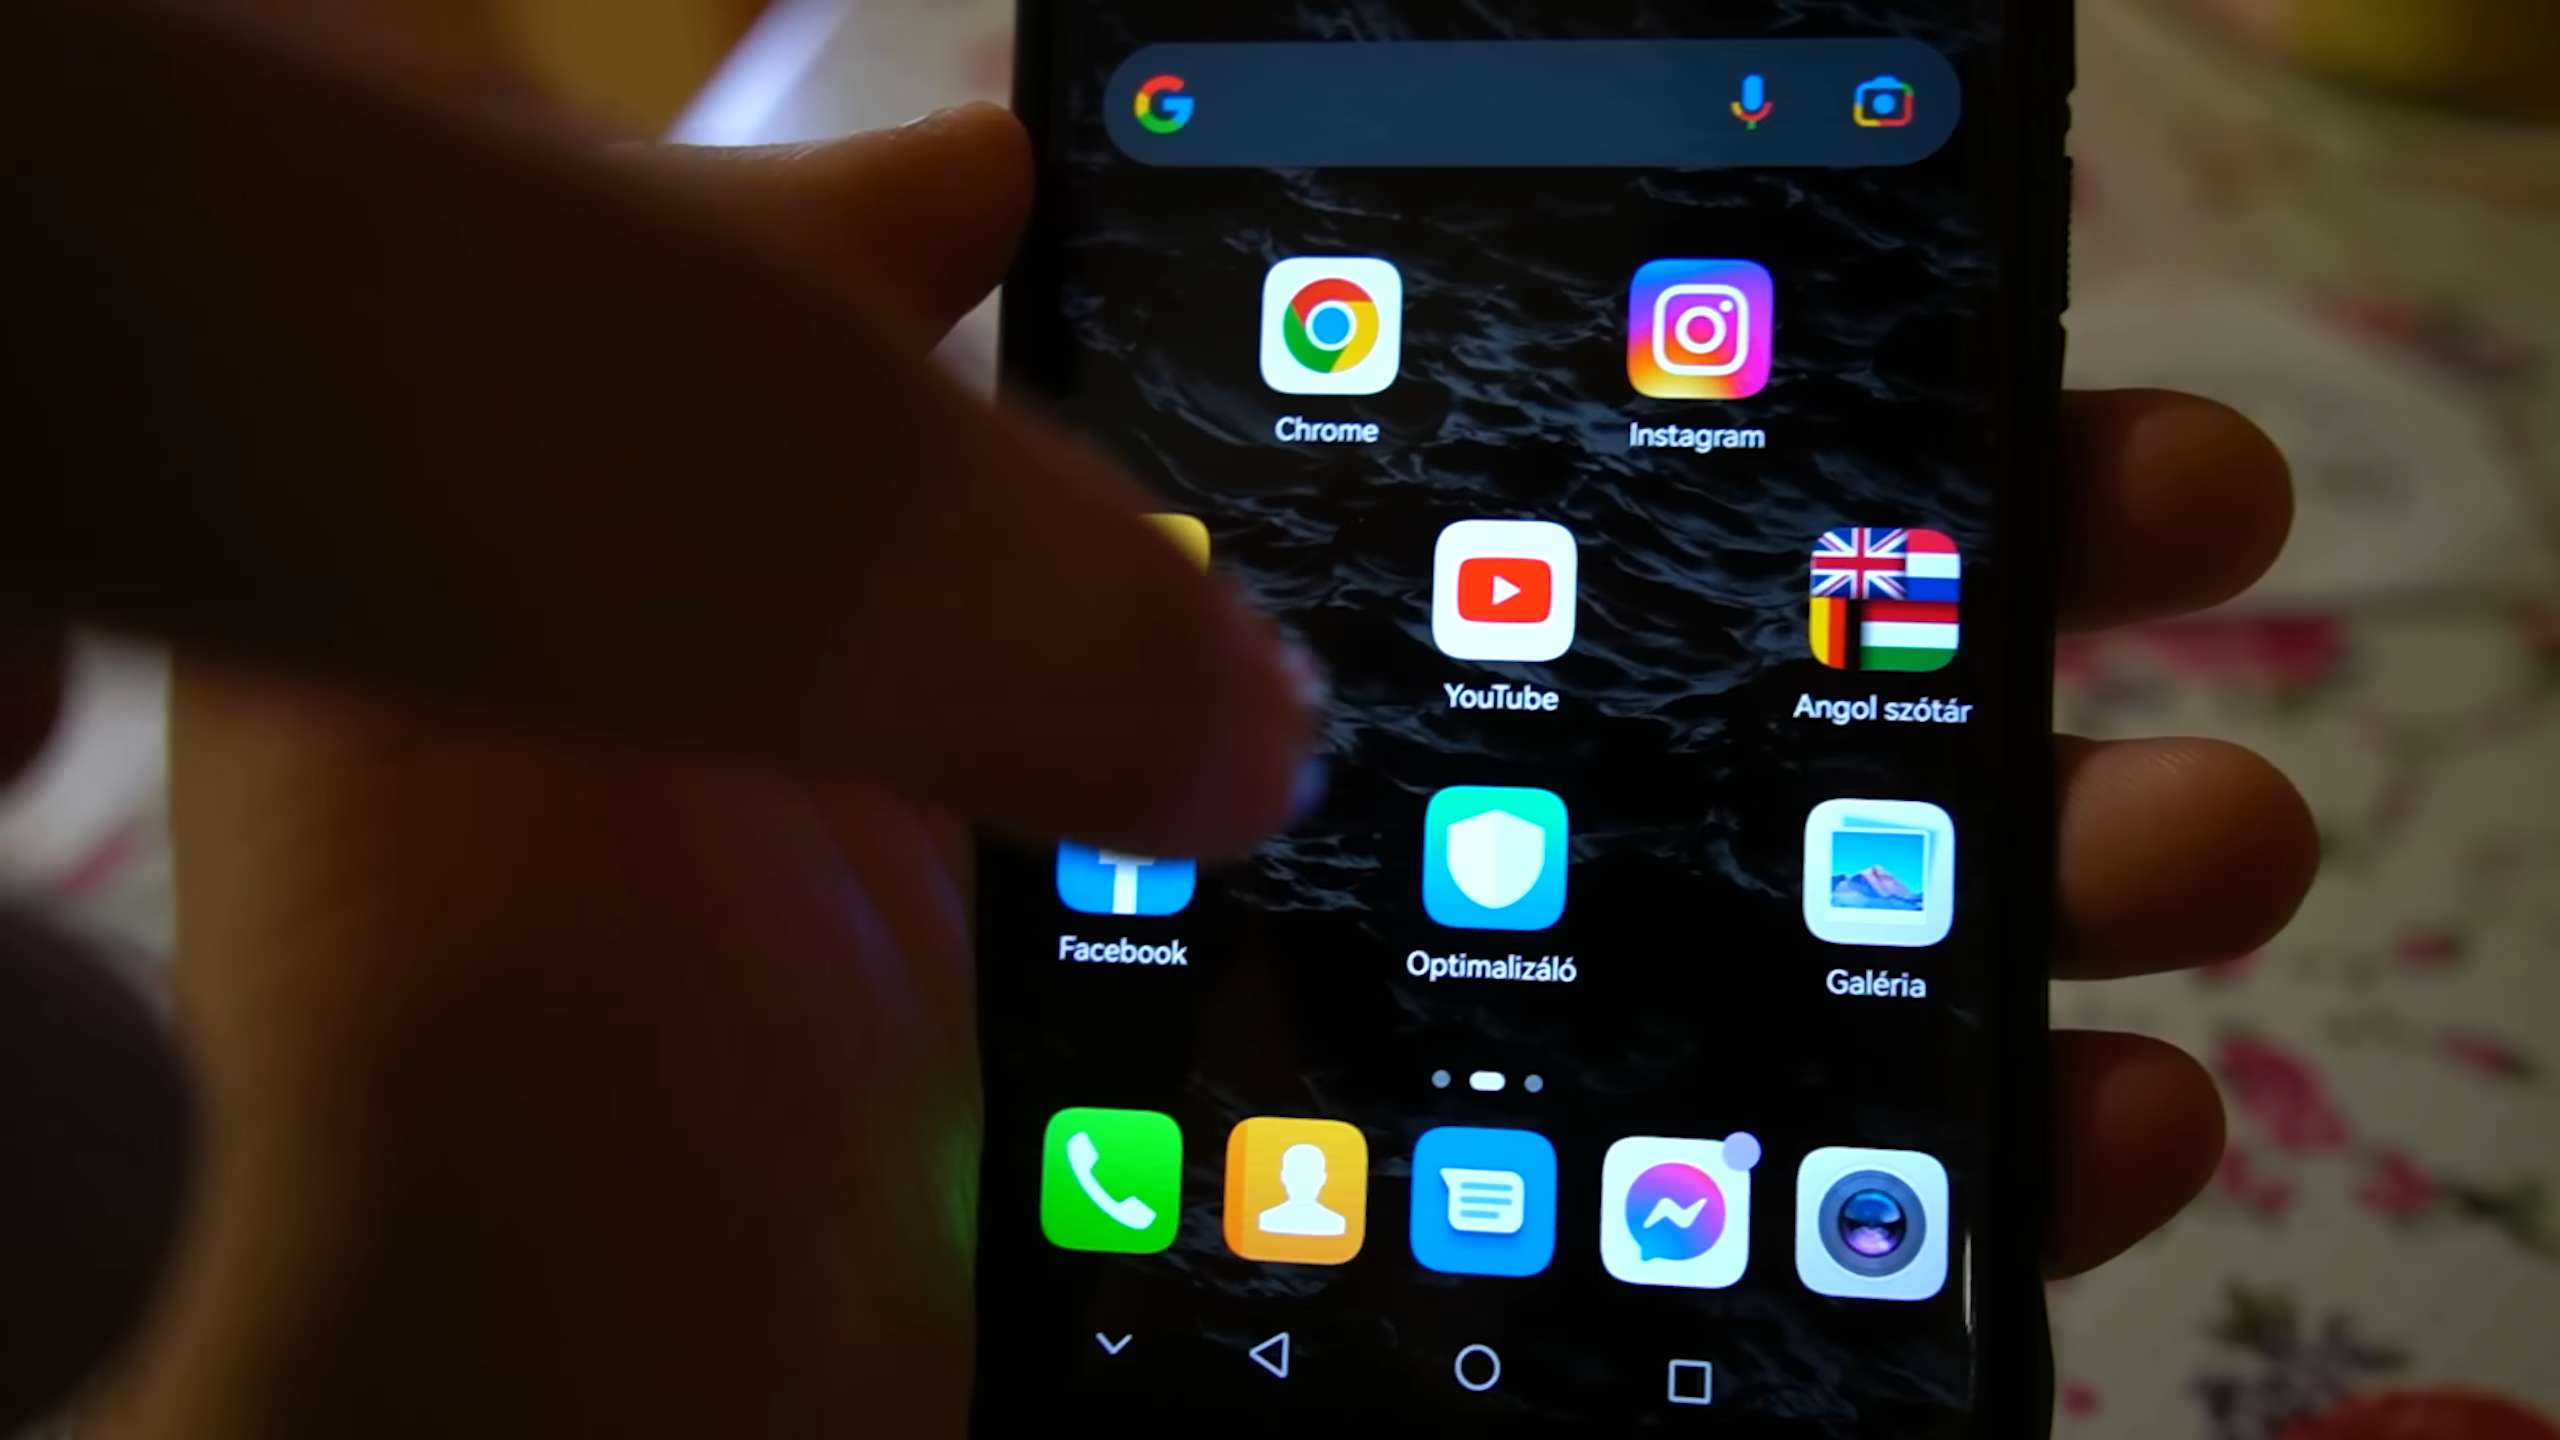 Chrome
Instagram
YouTube
Angol szótár
Facebook
Optimalizáló
Galéria